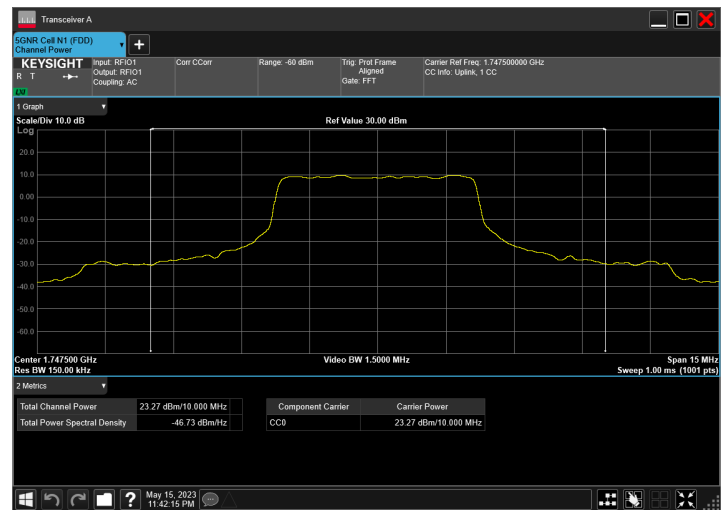 Transceiver A
5GNR Cell N1 (FDD)
Channel Power
KEYSIGHT
R T
LXI
Input: RFIO1
Output: RFIO1
Coupling: AC
Corr CCorr
Range: -60 dBm
Trig: Prot Frame
Aligned
Gate: FFT
Carrier Ref Freq: 1.747500000 GHz
CC Info: Uplink, 1 CC
1 Graph
Scale/Div 10.0 dB
Ref Value 30.00 dBm
Log
20.0
10.0
0.00
-10.0
-20.0
-30.0
-40.0
-50.0
-60.0
Center 1.747500 GHz
Video BW 1.5000 MHz
Span 15 MHz
Res BW 150.00 kHz
Sweep 1.00 ms (1001 pts)
2 Metrics
Total Channel Power 23.27 dBm/10.000 MHz
Total Power Spectral Density -46.73 dBm/Hz
Component Carrier Carrier Power
CC0 23.27 dBm/10.000 MHz
?
May 15, 2023
11:42:15 PM